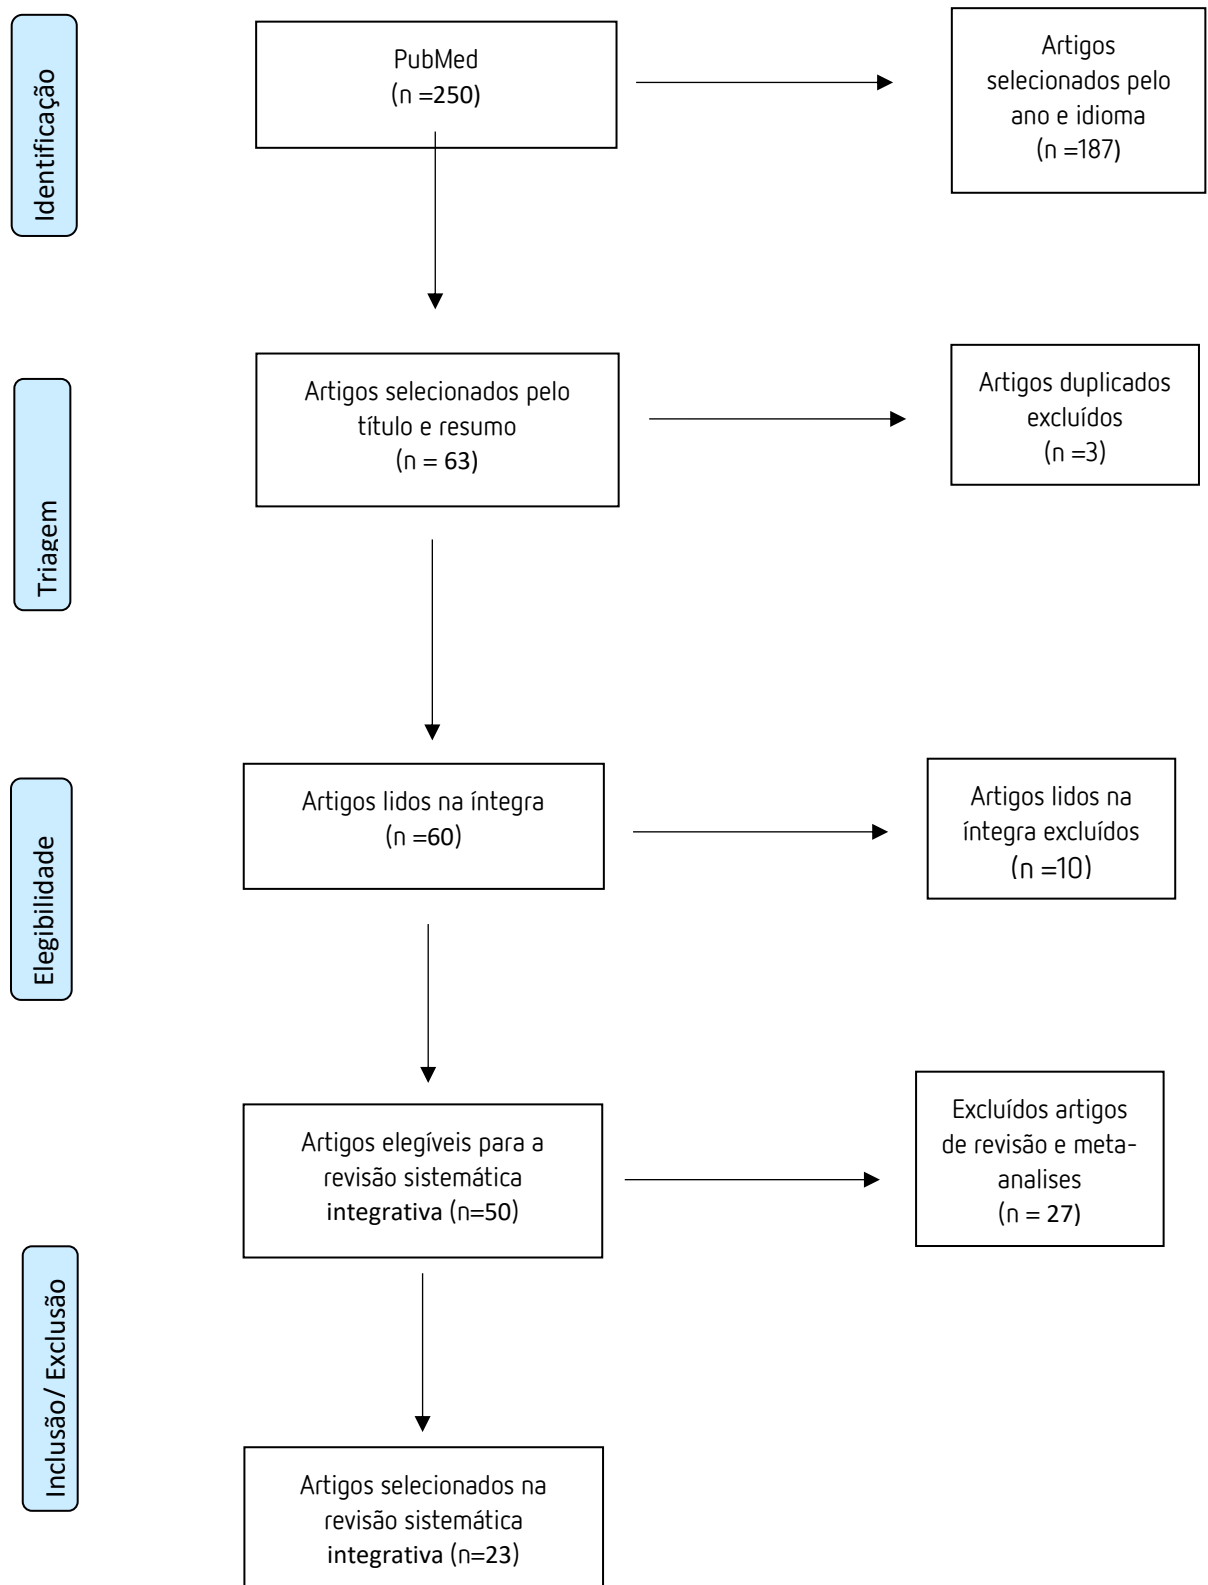 Identificação
PubMed
(n =250)
Artigos
selecionados pelo
ano e idioma
(n =187)
Triagem
Artigos selecionados pelo
título e resumo
(n = 63)
Artigos duplicados
excluídos
(n =3)
Elegibilidade
Artigos lidos na íntegra
(n =60)
Artigos lidos na
íntegra excluídos
(n =10)
Artigos elegíveis para a
revisão sistemática
integrativa (n=50)
Excluídos artigos
de revisão e meta-
analises
(n = 27)
Inclusão/ Exclusão
Artigos selecionados na
revisão sistemática
integrativa (n=23)